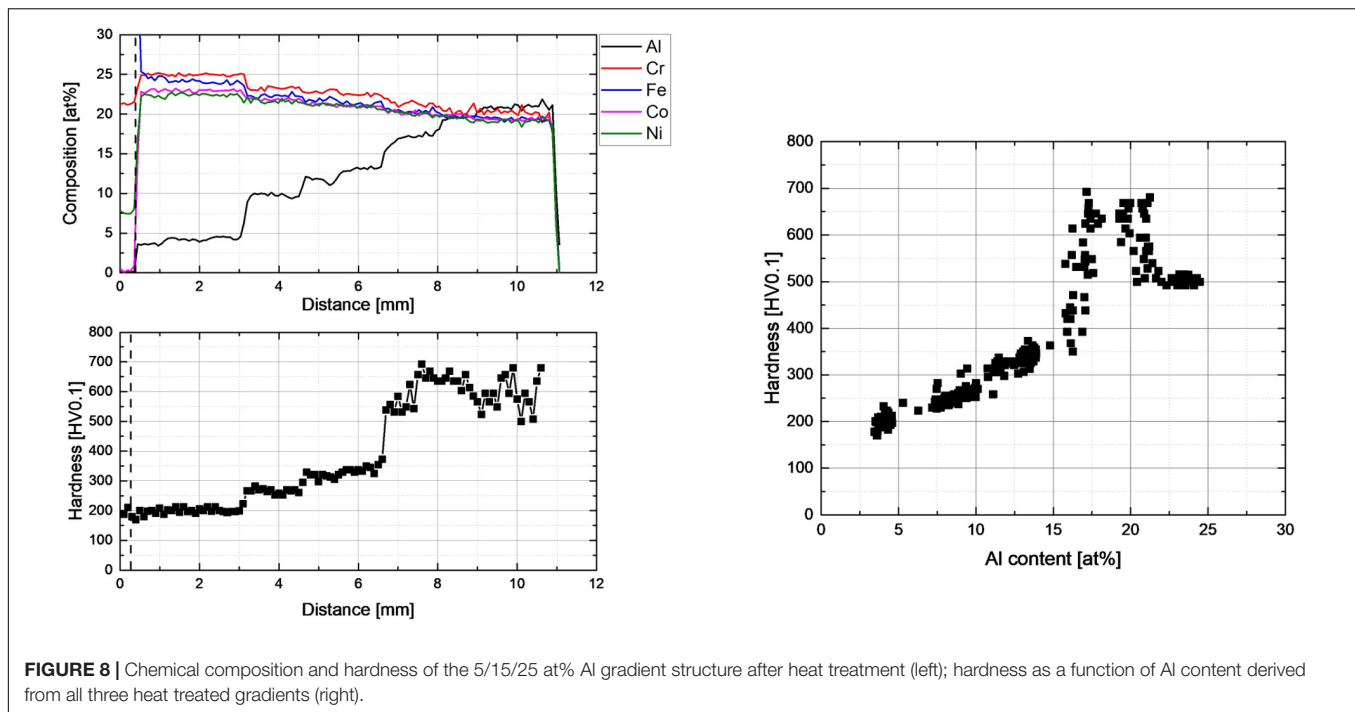 30
25
20
15
10
5
0
Composition [at%]
0 2 4 6 8 10 12
Distance [mm]
Al
Cr
Fe
Co
Ni
800
700
600
500
400
300
200
100
0
Hardness [HV0.1]
0 2 4 6 8 10 12
Distance [mm]
800
700
600
500
400
300
200
100
0
Hardness [HV0.1]
0 5 10 15 20 25 30
Al content [at%]
FIGURE 8 | Chemical composition and hardness of the 5/15/25 at% Al gradient structure after heat treatment (left); hardness as a function of Al content derived
from all three heat treated gradients (right).